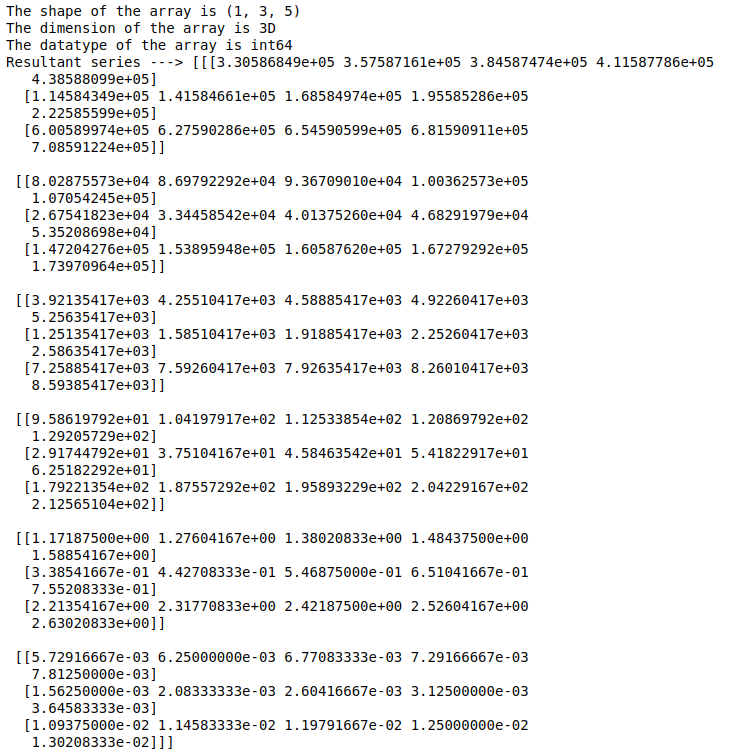 The shape of the array is (1, 3, 5)
The dimension of the array is 3D
The datatype of the array is int64
Resultant series ---> [[[3.30586849e+05 3.57587161e+05 3.84587474e+05 4.11587786e+05
4.38588099e+05]
[1.14584349e+05 1.41584661e+05 1.68584974e+05 1.95585286e+05
2.22585599e+05]
[6.00589974e+05 6.27590286e+05 6.54590599e+05 6.81590911e+05
7.08591224e+05]]
[[8.02875573e+04 8.69792292e+04 9.36709010e+04 1.00362573e+05
1.07054245e+05]
[2.67541823e+04 3.34458542e+04 4.01375260e+04 4.68291979e+04
5.35208698e+04]
[1.47204276e+05 1.53895948e+05 1.60587620e+05 1.67279292e+05
1.73970964e+05]]
[[3.92135417e+03 4.25510417e+03 4.58885417e+03 4.92260417e+03
5.25635417e+03]
[1.25135417e+03 1.58510417e+03 1.91885417e+03 2.25260417e+03
2.58635417e+03]
[7.25885417e+03 7.59260417e+03 7.92635417e+03 8.26010417e+03
8.59385417e+03]]
[[9.58619792e+01 1.04197917e+02 1.12533854e+02 1.20869792e+02
1.29205729e+02]
[2.91744792e+01 3.75104167e+01 4.58463542e+01 5.41822917e+01
6.25182292e+01]
[1.79221354e+02 1.87557292e+02 1.95893229e+02 2.04229167e+02
2.12565104e+02]]
[[1.17187500e+00 1.27604167e+00 1.38020833e+00 1.48437500e+00
1.58854167e+00]
[3.38541667e-01 4.42708333e-01 5.46875000e-01 6.51041667e-01
7.55208333e-01]
[2.21354167e+00 2.31770833e+00 2.42187500e+00 2.52604167e+00
2.63020833e+00]]
[[5.72916667e-03 6.25000000e-03 6.77083333e-03 7.29166667e-03
7.81250000e-03]
[1.56250000e-03 2.08333333e-03 2.60416667e-03 3.12500000e-03
3.64583333e-03]
[1.09375000e-02 1.14583333e-02 1.19791667e-02 1.25000000e-02
1.30208333e-02]]]